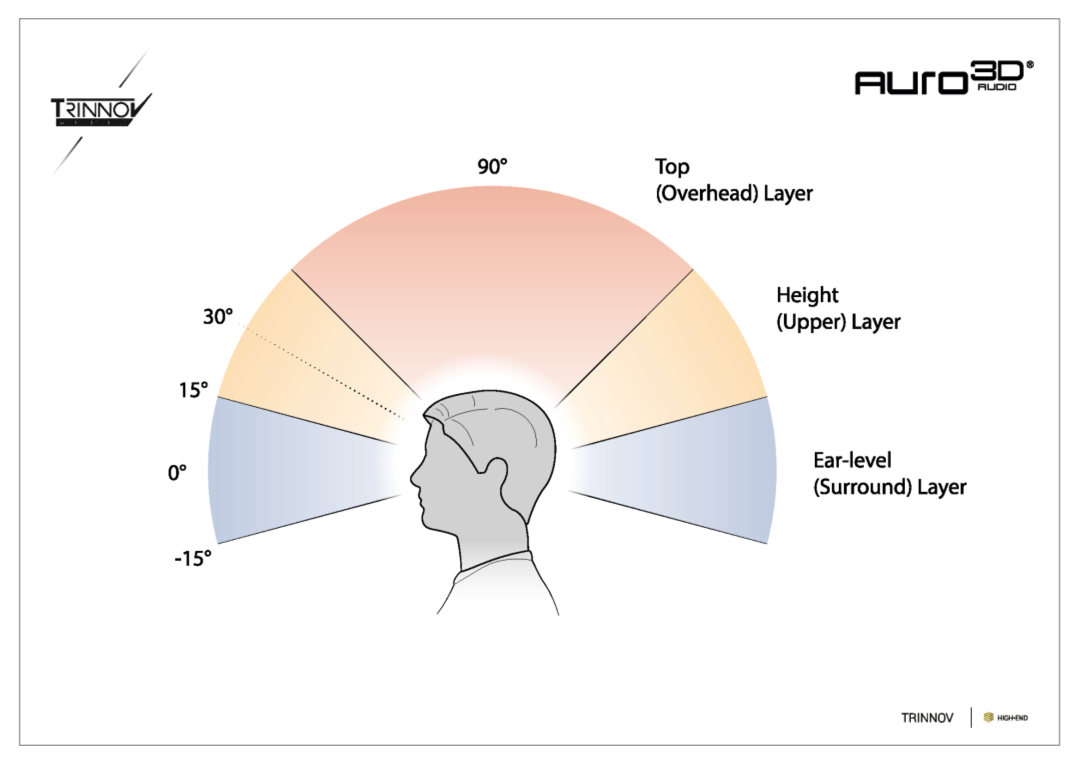 TRINNOV
AURO 3D®
AUDIO
90°
Top
(Overhead) Layer
Height
(Upper) Layer
30°
15°
0°
Ear-level
(Surround) Layer
-15°
TRINNOV
HIGH-END